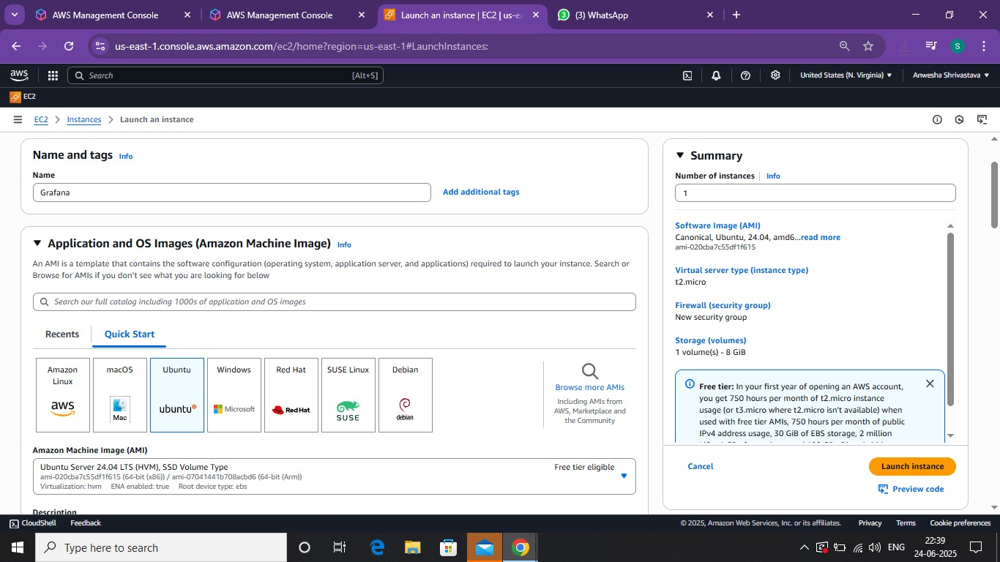 AWS Management Console
AWS Management Console
Launch an instance | EC2 | us-ea
(3) WhatsApp
us-east-1.console.aws.amazon.com/ec2/home?region=us-east-1#LaunchInstances:
S
aws
Search
[Alt+S]
United States (N. Virginia)
Anwesha Shrivastava
EC2
EC2 > Instances > Launch an instance
Name and tags Info
Name
Grafana
Add additional tags
Application and OS Images (Amazon Machine Image) Info
An AMI is a template that contains the software configuration (operating system, application server, and applications) required to launch your instance. Search or
Browse for AMIs if you don't see what you are looking for below
Search our full catalog including 1000s of application and OS images
Recents
Quick Start
Amazon
Linux
aws
macOS
Mac
Ubuntu
ubuntu
Windows
Microsoft
Red Hat
Red Hat
SUSE Linux
SUSE
Debian
debian
Browse more AMIs
Including AMIs from
AWS, Marketplace and
the Community
Amazon Machine Image (AMI)
Ubuntu Server 24.04 LTS (HVM), SSD Volume Type
Free tier eligible
ami-020cba7c55df1f615 (64-bit (x86)) / ami-07041441b708acbd6 (64-bit (Arm))
Virtualization: hvm ENA enabled: true Root device type: ebs
Description
Summary
Number of instances Info
1
Software Image (AMI)
Canonical, Ubuntu, 24.04, amd6...read more
ami-020cba7c55df1f615
Virtual server type (instance type)
t2.micro
Firewall (security group)
New security group
Storage (volumes)
1 volume(s) - 8 GiB
Free tier: In your first year of opening an AWS account,
you get 750 hours per month of t2.micro instance
usage (or t3.micro where t2.micro isn't available) when
used with free tier AMIs, 750 hours per month of public
IPv4 address usage, 30 GiB of EBS storage, 2 million
Cancel
Launch instance
Preview code
CloudShell
Feedback
© 2025, Amazon Web Services, Inc. or its affiliates.
Privacy
Terms
Cookie preferences
Type here to search
ENG
22:39
24-06-2025